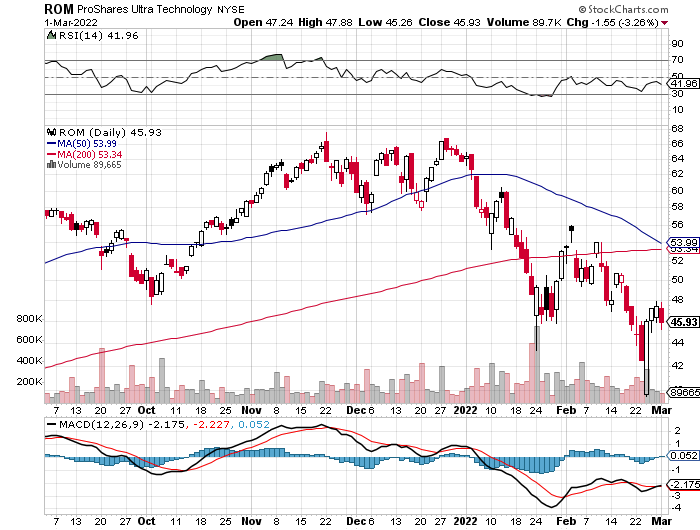 ROM ProShares Ultra Technology NYSE © StockCharts.com
1-Mar-2022 Open 47.24 High 47.88 Low 45.26 Close 45.93 Volume 89.7K Chg -1.55 (-3.26%)
RSI(14) 41.96
90
70
50
41.96
30
10
ROM (Daily) 45.93
MA(50) 53.99
MA(200) 53.34
Volume 89,665
68
66
64
62
60
58
56
53.99
53.34
52
50
48
45.93
44
42
40
89665
800K
600K
400K
200K
7 13 20 27 Oct 11 18 25 Nov 8 15 22 Dec 6 13 20 27 2022 10 18 24 Feb 7 14 22 Mar
MACD(12,26,9) -2.175, -2.227, 0.052
2
1
0.052
-1
-2.175
-3
-4
7 13 20 27 Oct 11 18 25 Nov 8 15 22 Dec 6 13 20 27 2022 10 18 24 Feb 7 14 22 Mar